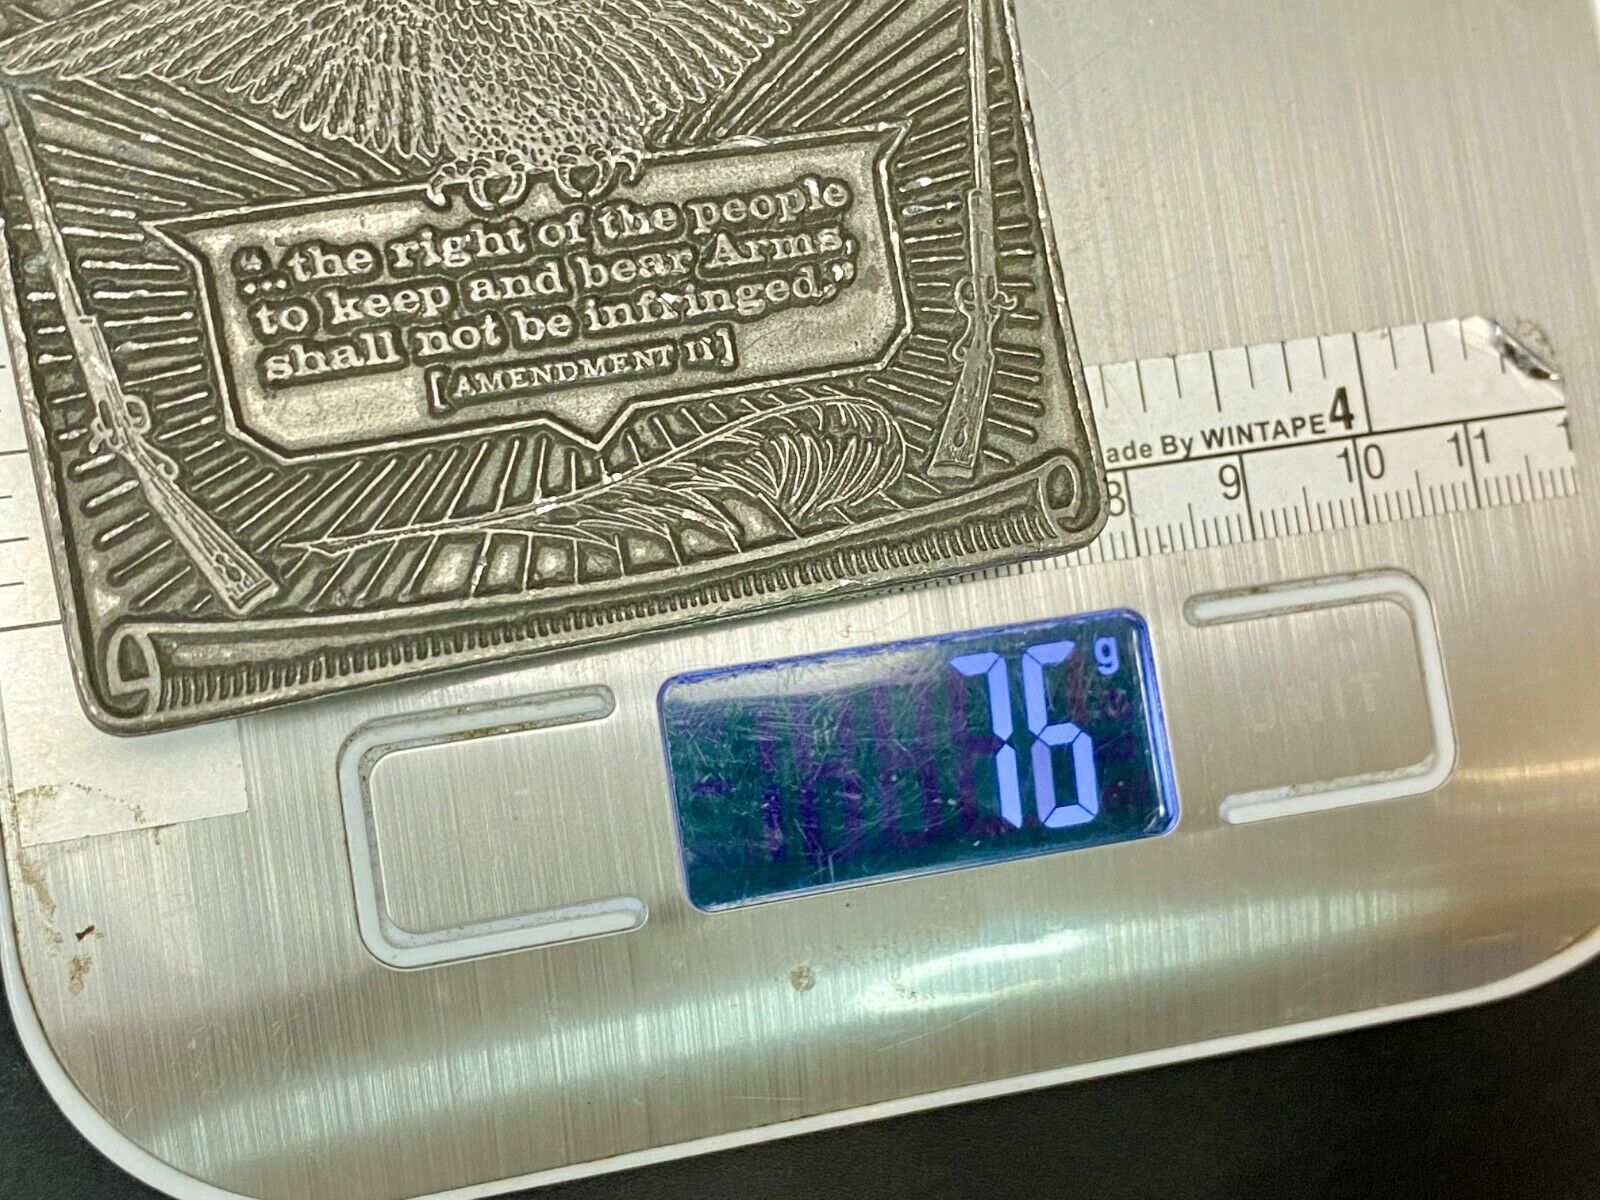 "...the right of the people
to keep and bear Arms,
shall not be infringed."
[AMENDMENT II]
ade By WINTAPE 4
8 9 10 11 1
76 g